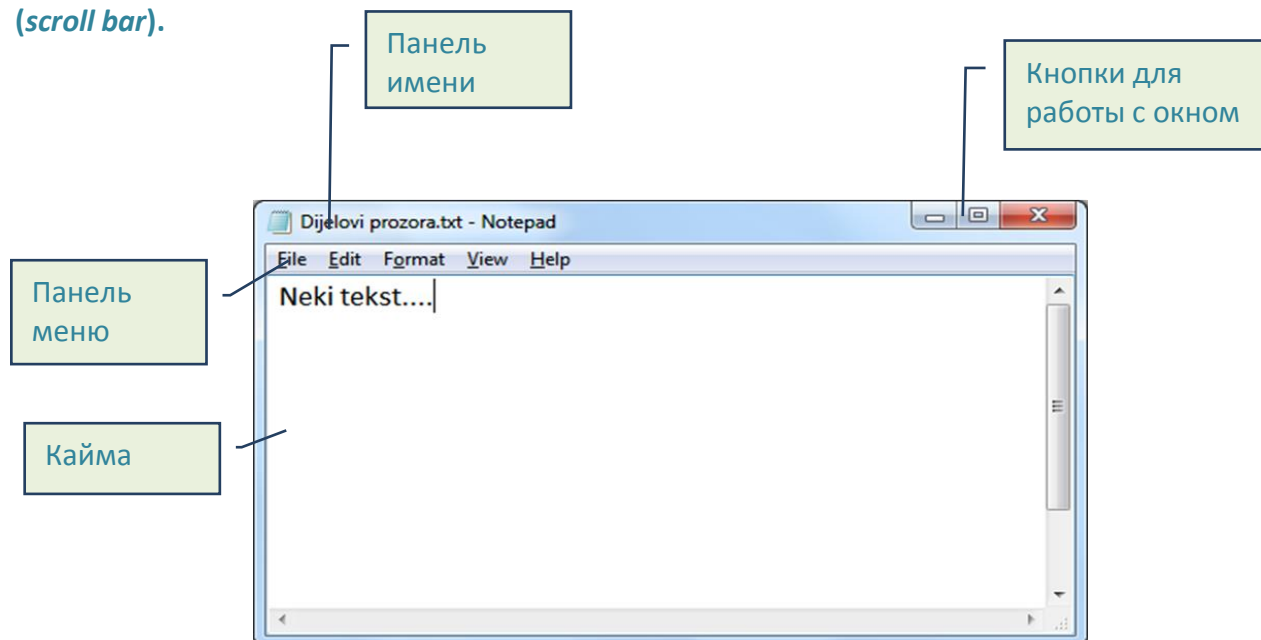 (scroll bar).
Панель
имени
Кнопки для
работы с окном
Dijelovi prozora.txt - Notepad
File Edit Format View Help
Панель
меню
Neki tekst....
Кайма